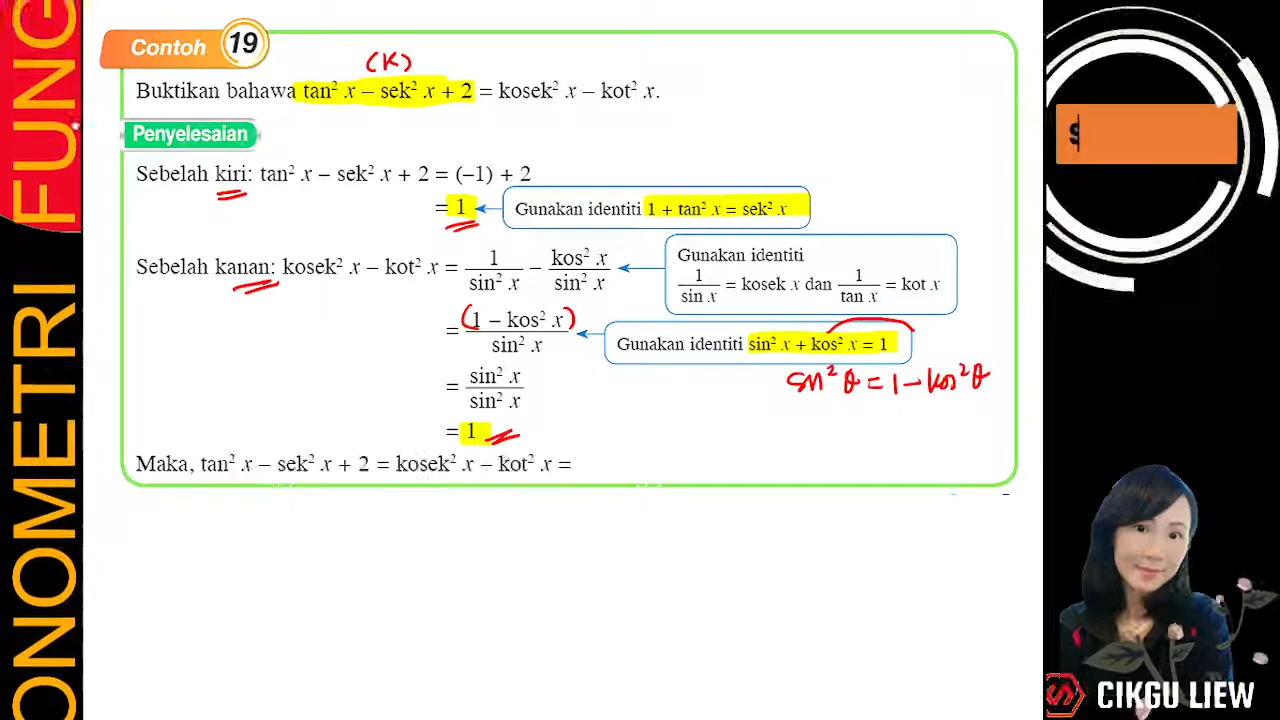 ONOMETRI FUNG
Contoh 19
(K)
Buktikan bahawa tan² x – sek² x + 2 = kosek² x – kot² x.
Penyelesaian
Sebelah kiri: tan² x – sek² x + 2 = (–1) + 2
= 1
Gunakan identiti 1 + tan² x = sek² x
Sebelah kanan: kosek² x – kot² x = 1/sin² x – kos² x/sin² x
Gunakan identiti
1/sin x = kosek x dan 1/tan x = kot x
= (1 – kos² x)/sin² x
Gunakan identiti sin² x + kos² x = 1
sin² θ = 1 – kos² θ
= sin² x/sin² x
= 1
Maka, tan² x – sek² x + 2 = kosek² x – kot² x =
S
CIKGU LIEW